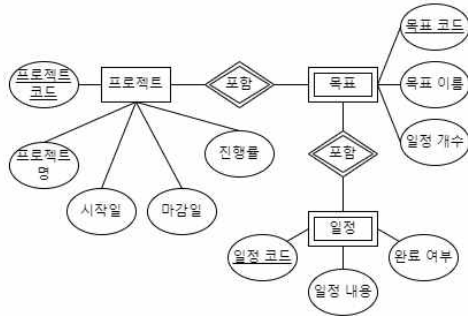 목표 코드
프로젝트
코드
프로젝트
포함
목표
목표 이름
일정 개수
프로젝트
명
시작일
마감일
진행률
포함
일정
일정 코드
일정 내용
완료 여부